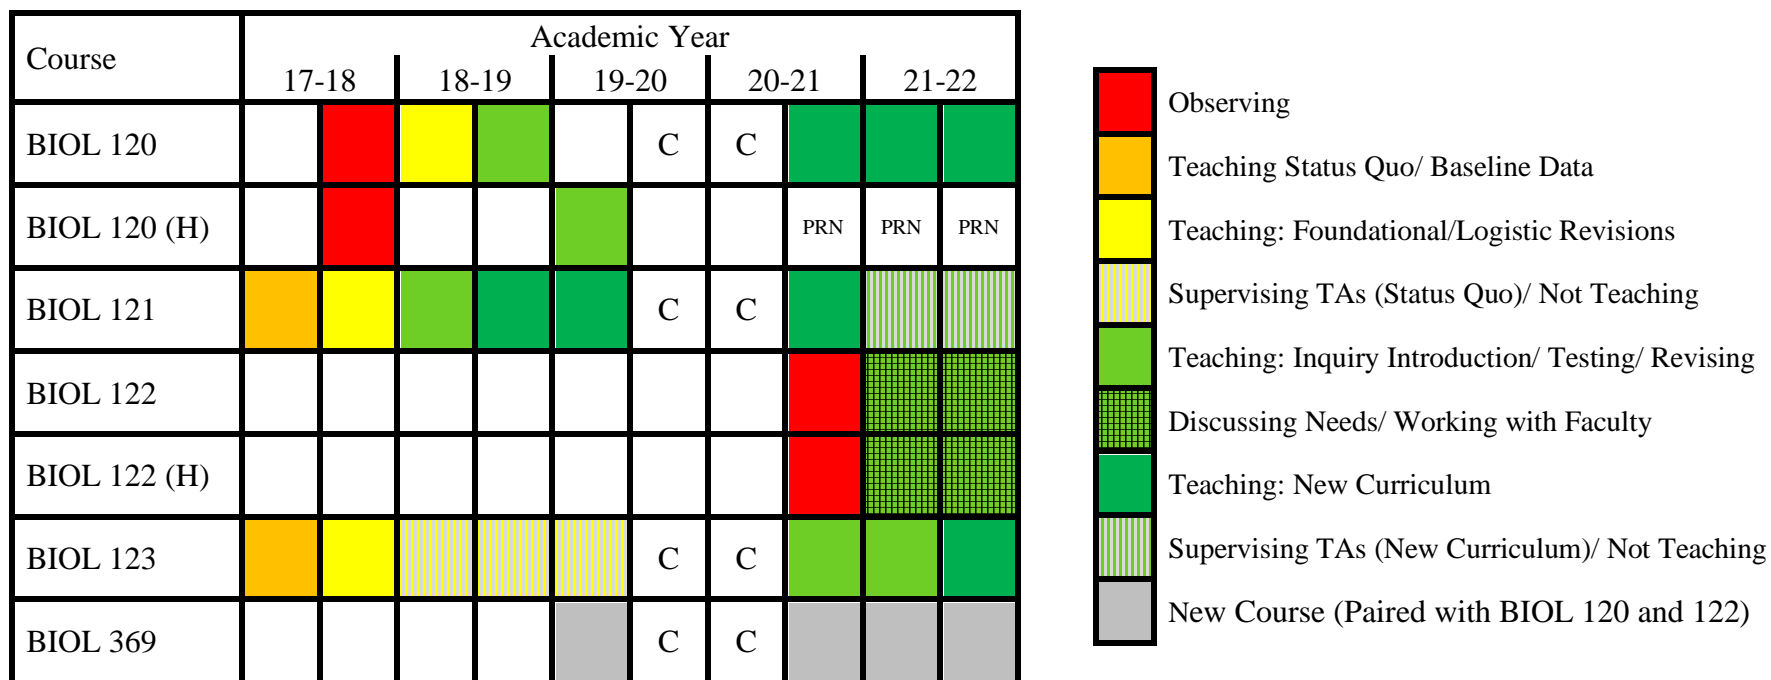 Course
Academic Year
17-18 18-19 19-20 20-21 21-22
BIOL 120 C C
BIOL 120 (H) PRN PRN PRN
BIOL 121 C C
BIOL 122
BIOL 122 (H)
BIOL 123 C C
BIOL 369 C C
Observing
Teaching Status Quo/ Baseline Data
Teaching: Foundational/Logistic Revisions
Supervising TAs (Status Quo)/ Not Teaching
Teaching: Inquiry Introduction/ Testing/ Revising
Discussing Needs/ Working with Faculty
Teaching: New Curriculum
Supervising TAs (New Curriculum)/ Not Teaching
New Course (Paired with BIOL 120 and 122)